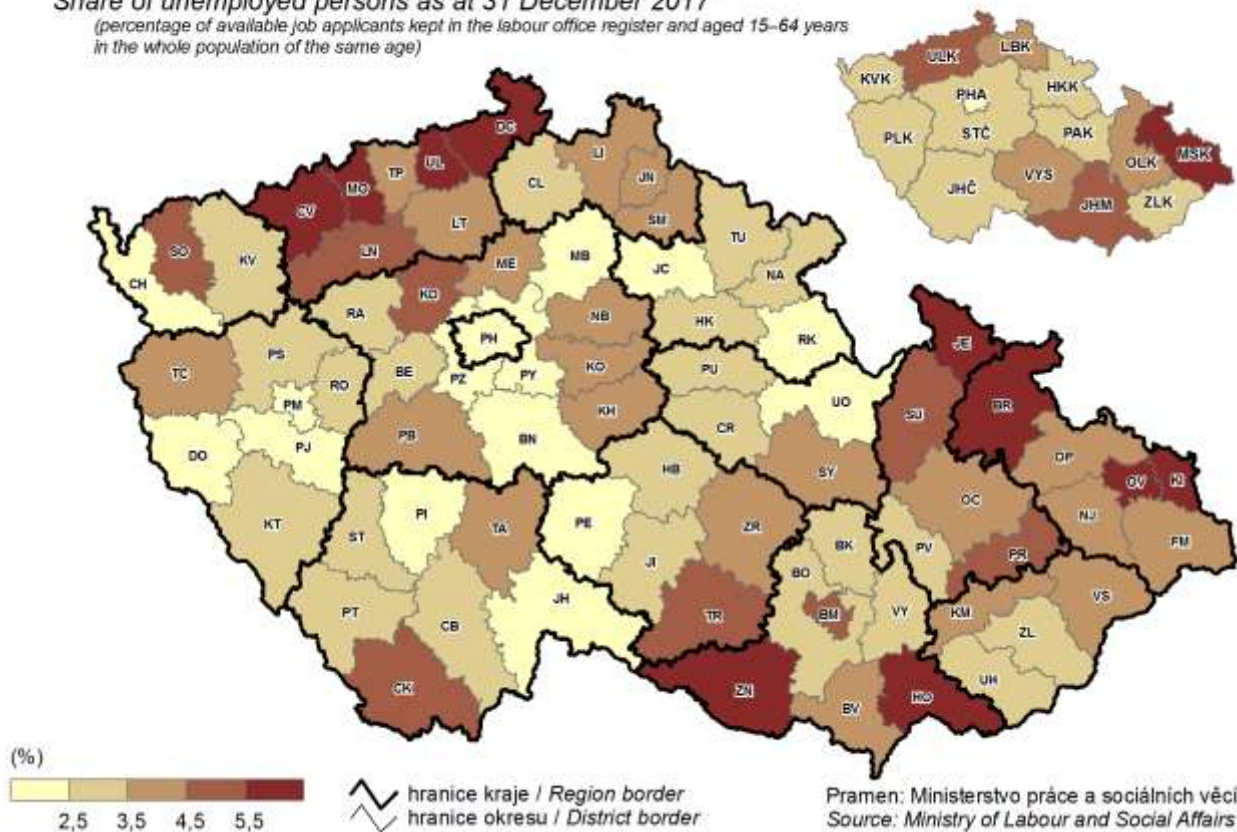 Share of unemployed persons as at 31 December 2017
(percentage of available job applicants kept in the labour office register and aged 15–64 years
in the whole population of the same age)
ULK
LBK
KVK
PHA
HKK
PLK
STČ
PAK
OLK
MSK
VYS
JHČ
JHM
ZLK
DC
UL
TP
MO
CV
LI
JN
CL
SM
LT
LN
SO
KV
CH
TU
ME
MB
JC
NA
KD
RA
NB
HK
RK
PH
JE
PS
TC
RO
BE
PZ
PY
KO
PU
PM
UO
SU
BR
KH
CR
PB
BN
PJ
DO
HB
SY
OP
OV
KI
OC
NJ
FM
KT
ST
PI
TA
PE
ZR
JI
BK
PV
PR
BO
VS
PT
CB
JH
TR
BM
VY
KM
ZL
UH
CK
ZN
BV
HO
(%)
2,5 3,5 4,5 5,5
hranice kraje / Region border
hranice okresu / District border
Pramen: Ministerstvo práce a sociálních věcí
Source: Ministry of Labour and Social Affairs